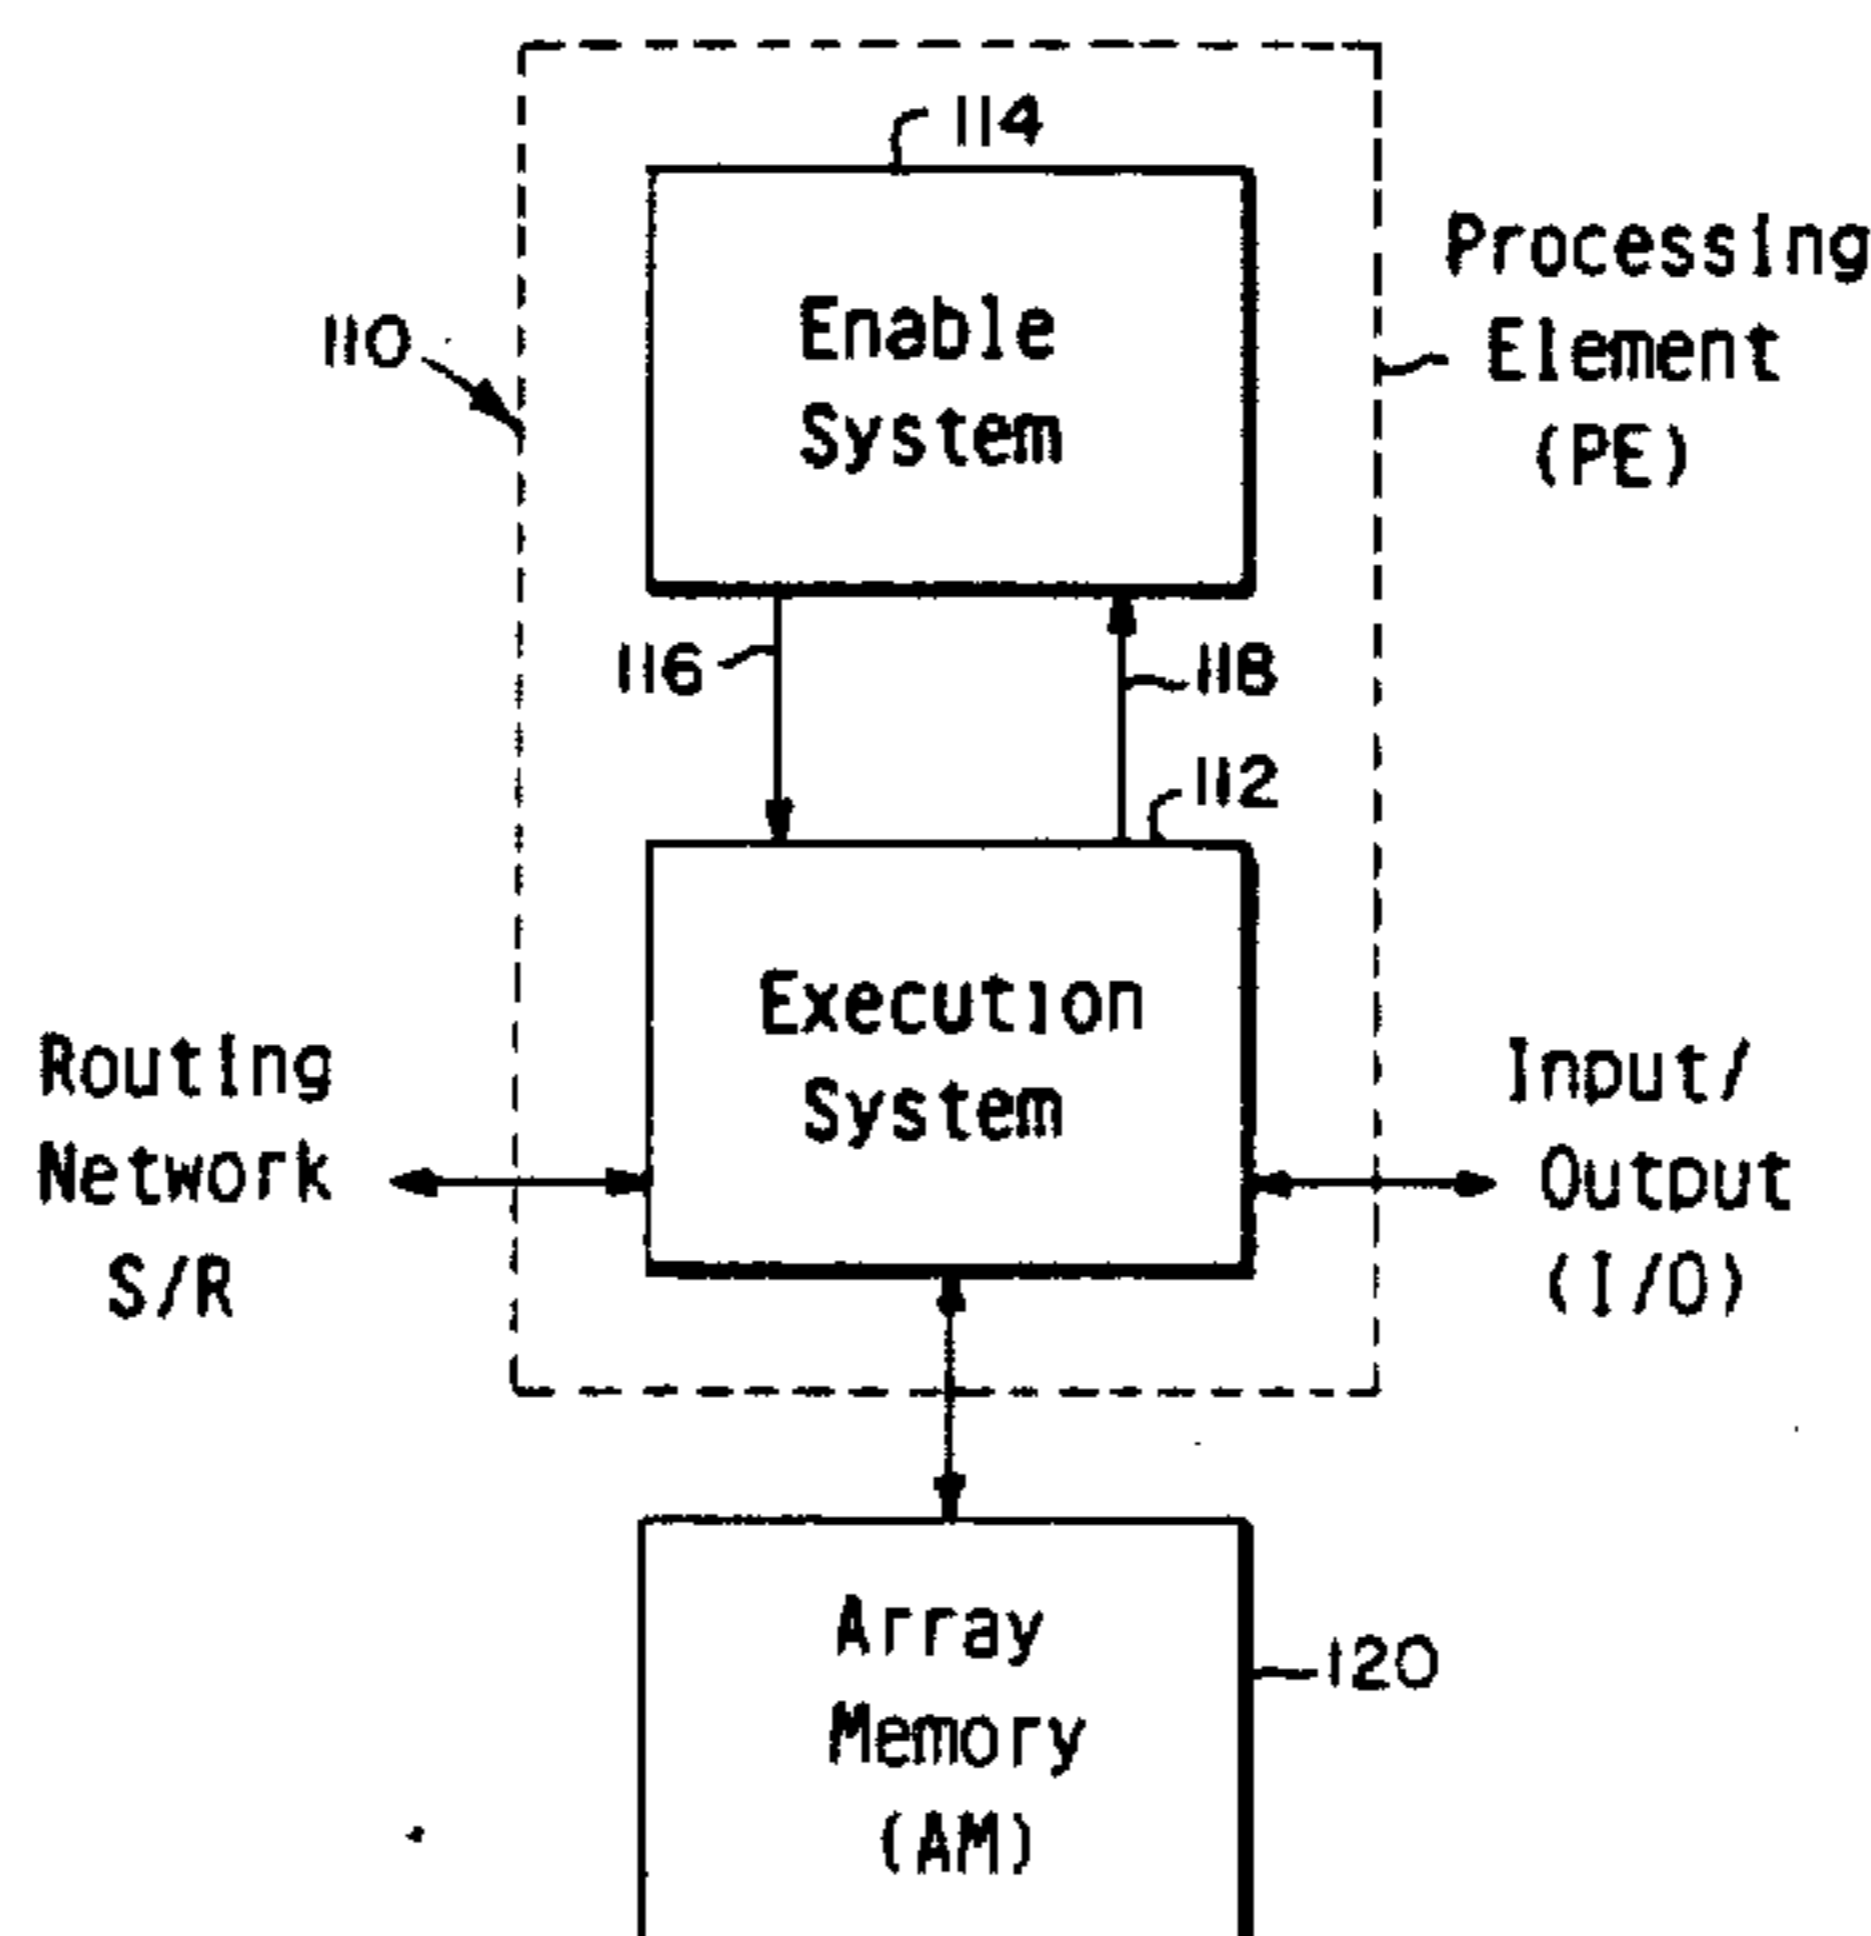 114
Processing
Element
(PE)
110
Enable
System
116
118
112
Execution
System
Routing
Network
S/R
Input/
Output
(I/O)
Array
Memory
(AM)
120